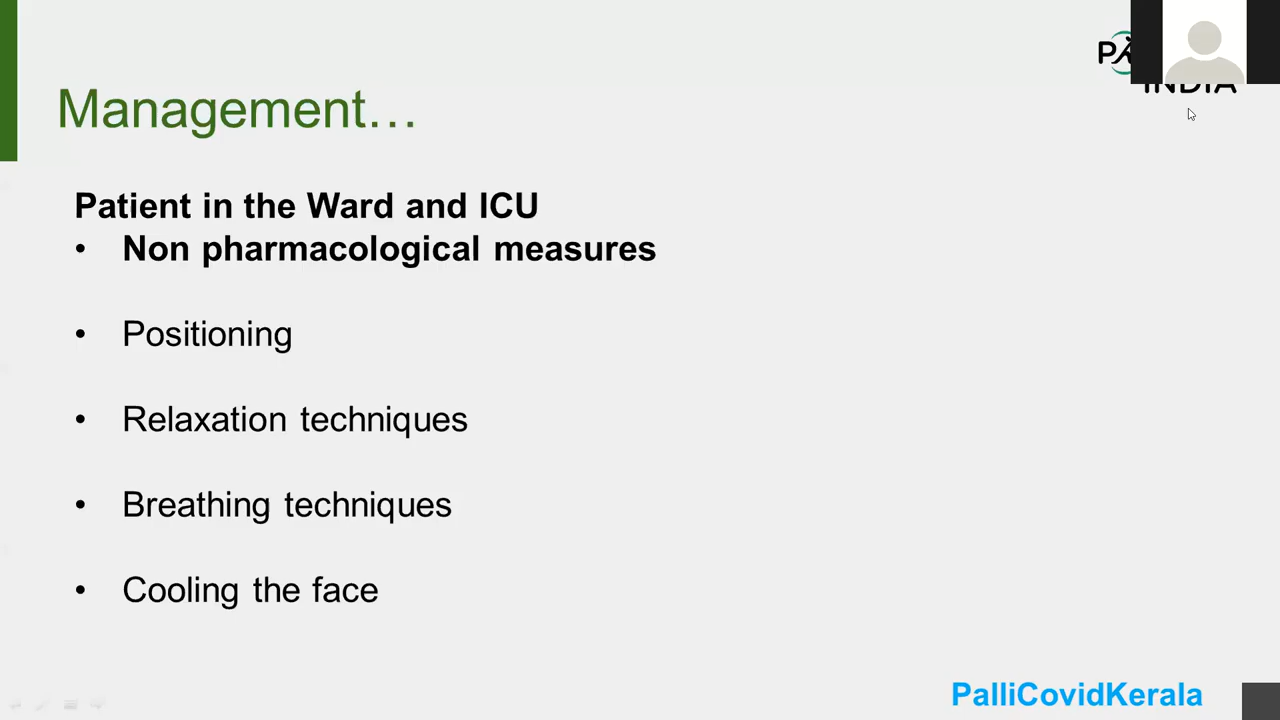 Management…
INDIA
Patient in the Ward and ICU
• Non pharmacological measures
• Positioning
• Relaxation techniques
• Breathing techniques
• Cooling the face
PalliCovidKerala